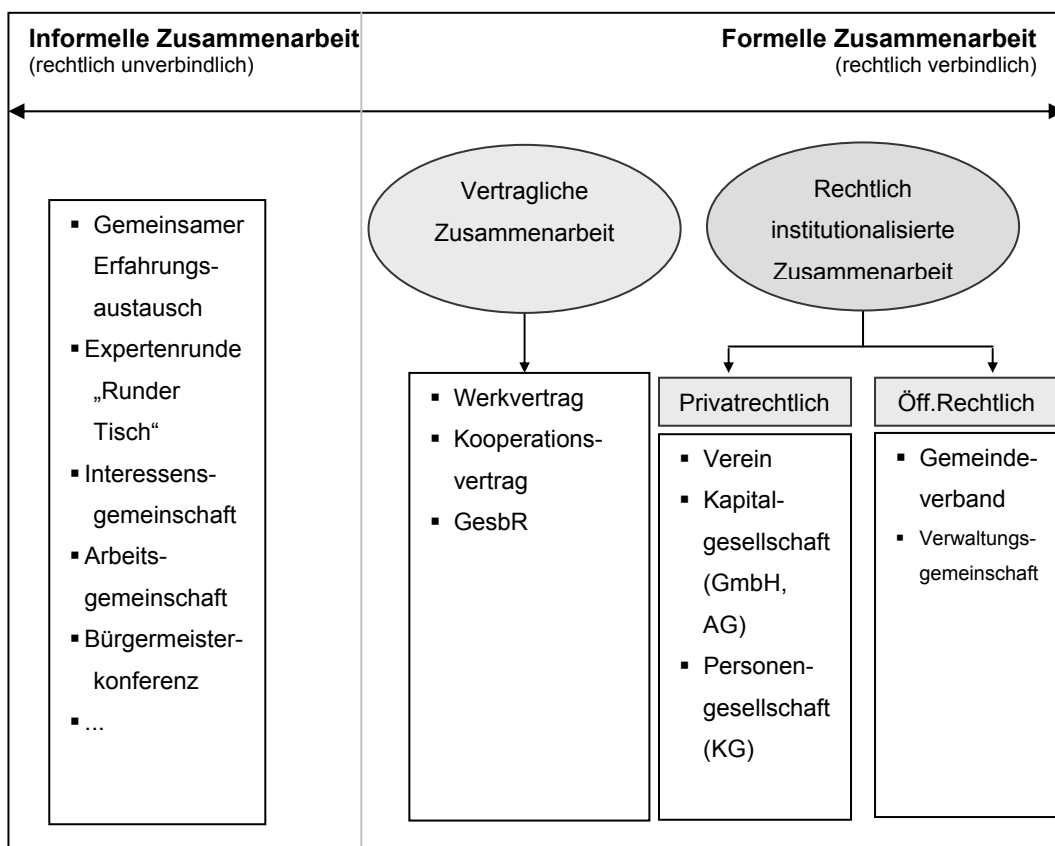 Informelle Zusammenarbeit
(rechtlich unverbindlich)
Formelle Zusammenarbeit
(rechtlich verbindlich)
▪ Gemeinsamer
Erfahrungs-
austausch
▪ Expertenrunde
„Runder
Tisch“
▪ Interessens-
gemeinschaft
▪ Arbeits-
gemeinschaft
▪ Bürgermeister-
konferenz
▪ ...
Vertragliche
Zusammenarbeit
▪ Werkvertrag
▪ Kooperations-
vertrag
▪ GesbR
Rechtlich
institutionalisierte
Zusammenarbeit
Privatrechtlich
▪ Verein
▪ Kapital-
gesellschaft
(GmbH,
AG)
▪ Personen-
gesellschaft
(KG)
Öff.Rechtlich
▪ Gemeinde-
verband
▪ Verwaltungs-
gemeinschaft